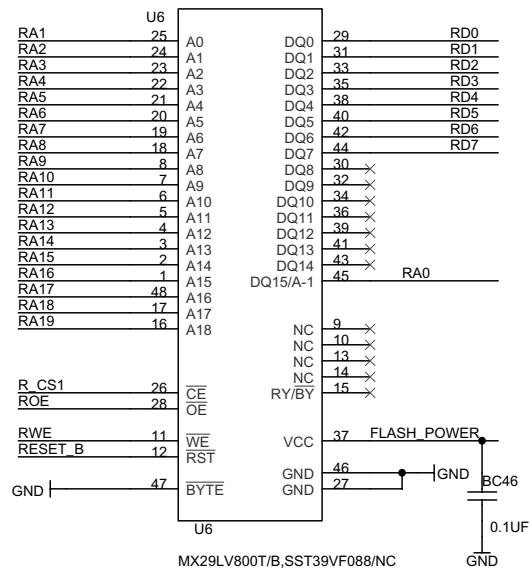 U6
RA1 25 A0 DQ0 29 RD0
RA2 24 A1 DQ1 31 RD1
RA3 23 A2 DQ2 33 RD2
RA4 22 A3 DQ3 35 RD3
RA5 21 A4 DQ4 38 RD4
RA6 20 A5 DQ5 40 RD5
RA7 19 A6 DQ6 42 RD6
RA8 18 A7 DQ7 44 RD7
RA9 8 A8 DQ8 30
RA10 7 A9 DQ9 32
RA11 6 A10 DQ10 34
RA12 5 A11 DQ11 36
RA13 4 A12 DQ12 39
RA14 3 A13 DQ13 41
RA15 2 A14 DQ14 43
RA16 1 A15 DQ15/A-1 45 RA0
RA17 48 A16
RA18 17 A17
RA19 16 A18 NC 9
NC 10
NC 13
NC 14
R_CS1 26 CE RY/BY 15
ROE 28 OE
RWE 11 WE VCC 37 FLASH_POWER
RESET_B 12 RST
GND 46 GND
GND 47 BYTE GND 27
BC46
0.1UF
GND
U6
MX29LV800T/B,SST39VF088/NC